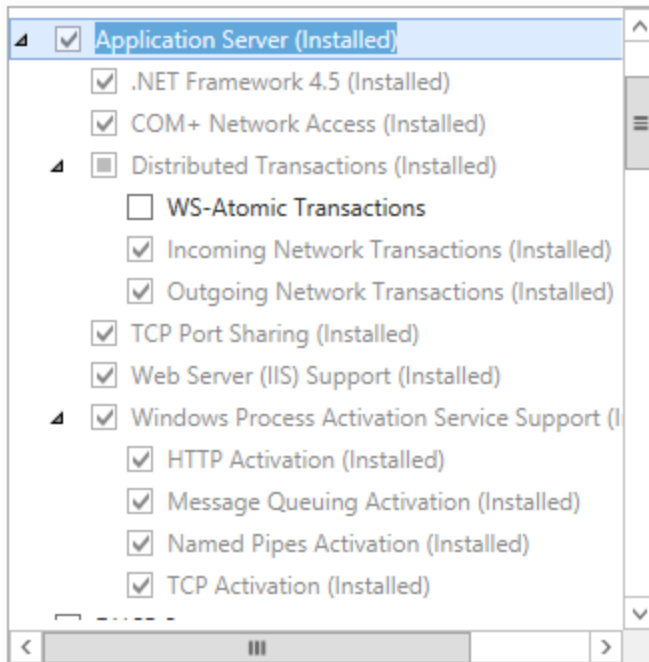 Application Server (Installed)
.NET Framework 4.5 (Installed)
COM+ Network Access (Installed)
Distributed Transactions (Installed)
WS-Atomic Transactions
Incoming Network Transactions (Installed)
Outgoing Network Transactions (Installed)
TCP Port Sharing (Installed)
Web Server (IIS) Support (Installed)
Windows Process Activation Service Support (I
HTTP Activation (Installed)
Message Queuing Activation (Installed)
Named Pipes Activation (Installed)
TCP Activation (Installed)